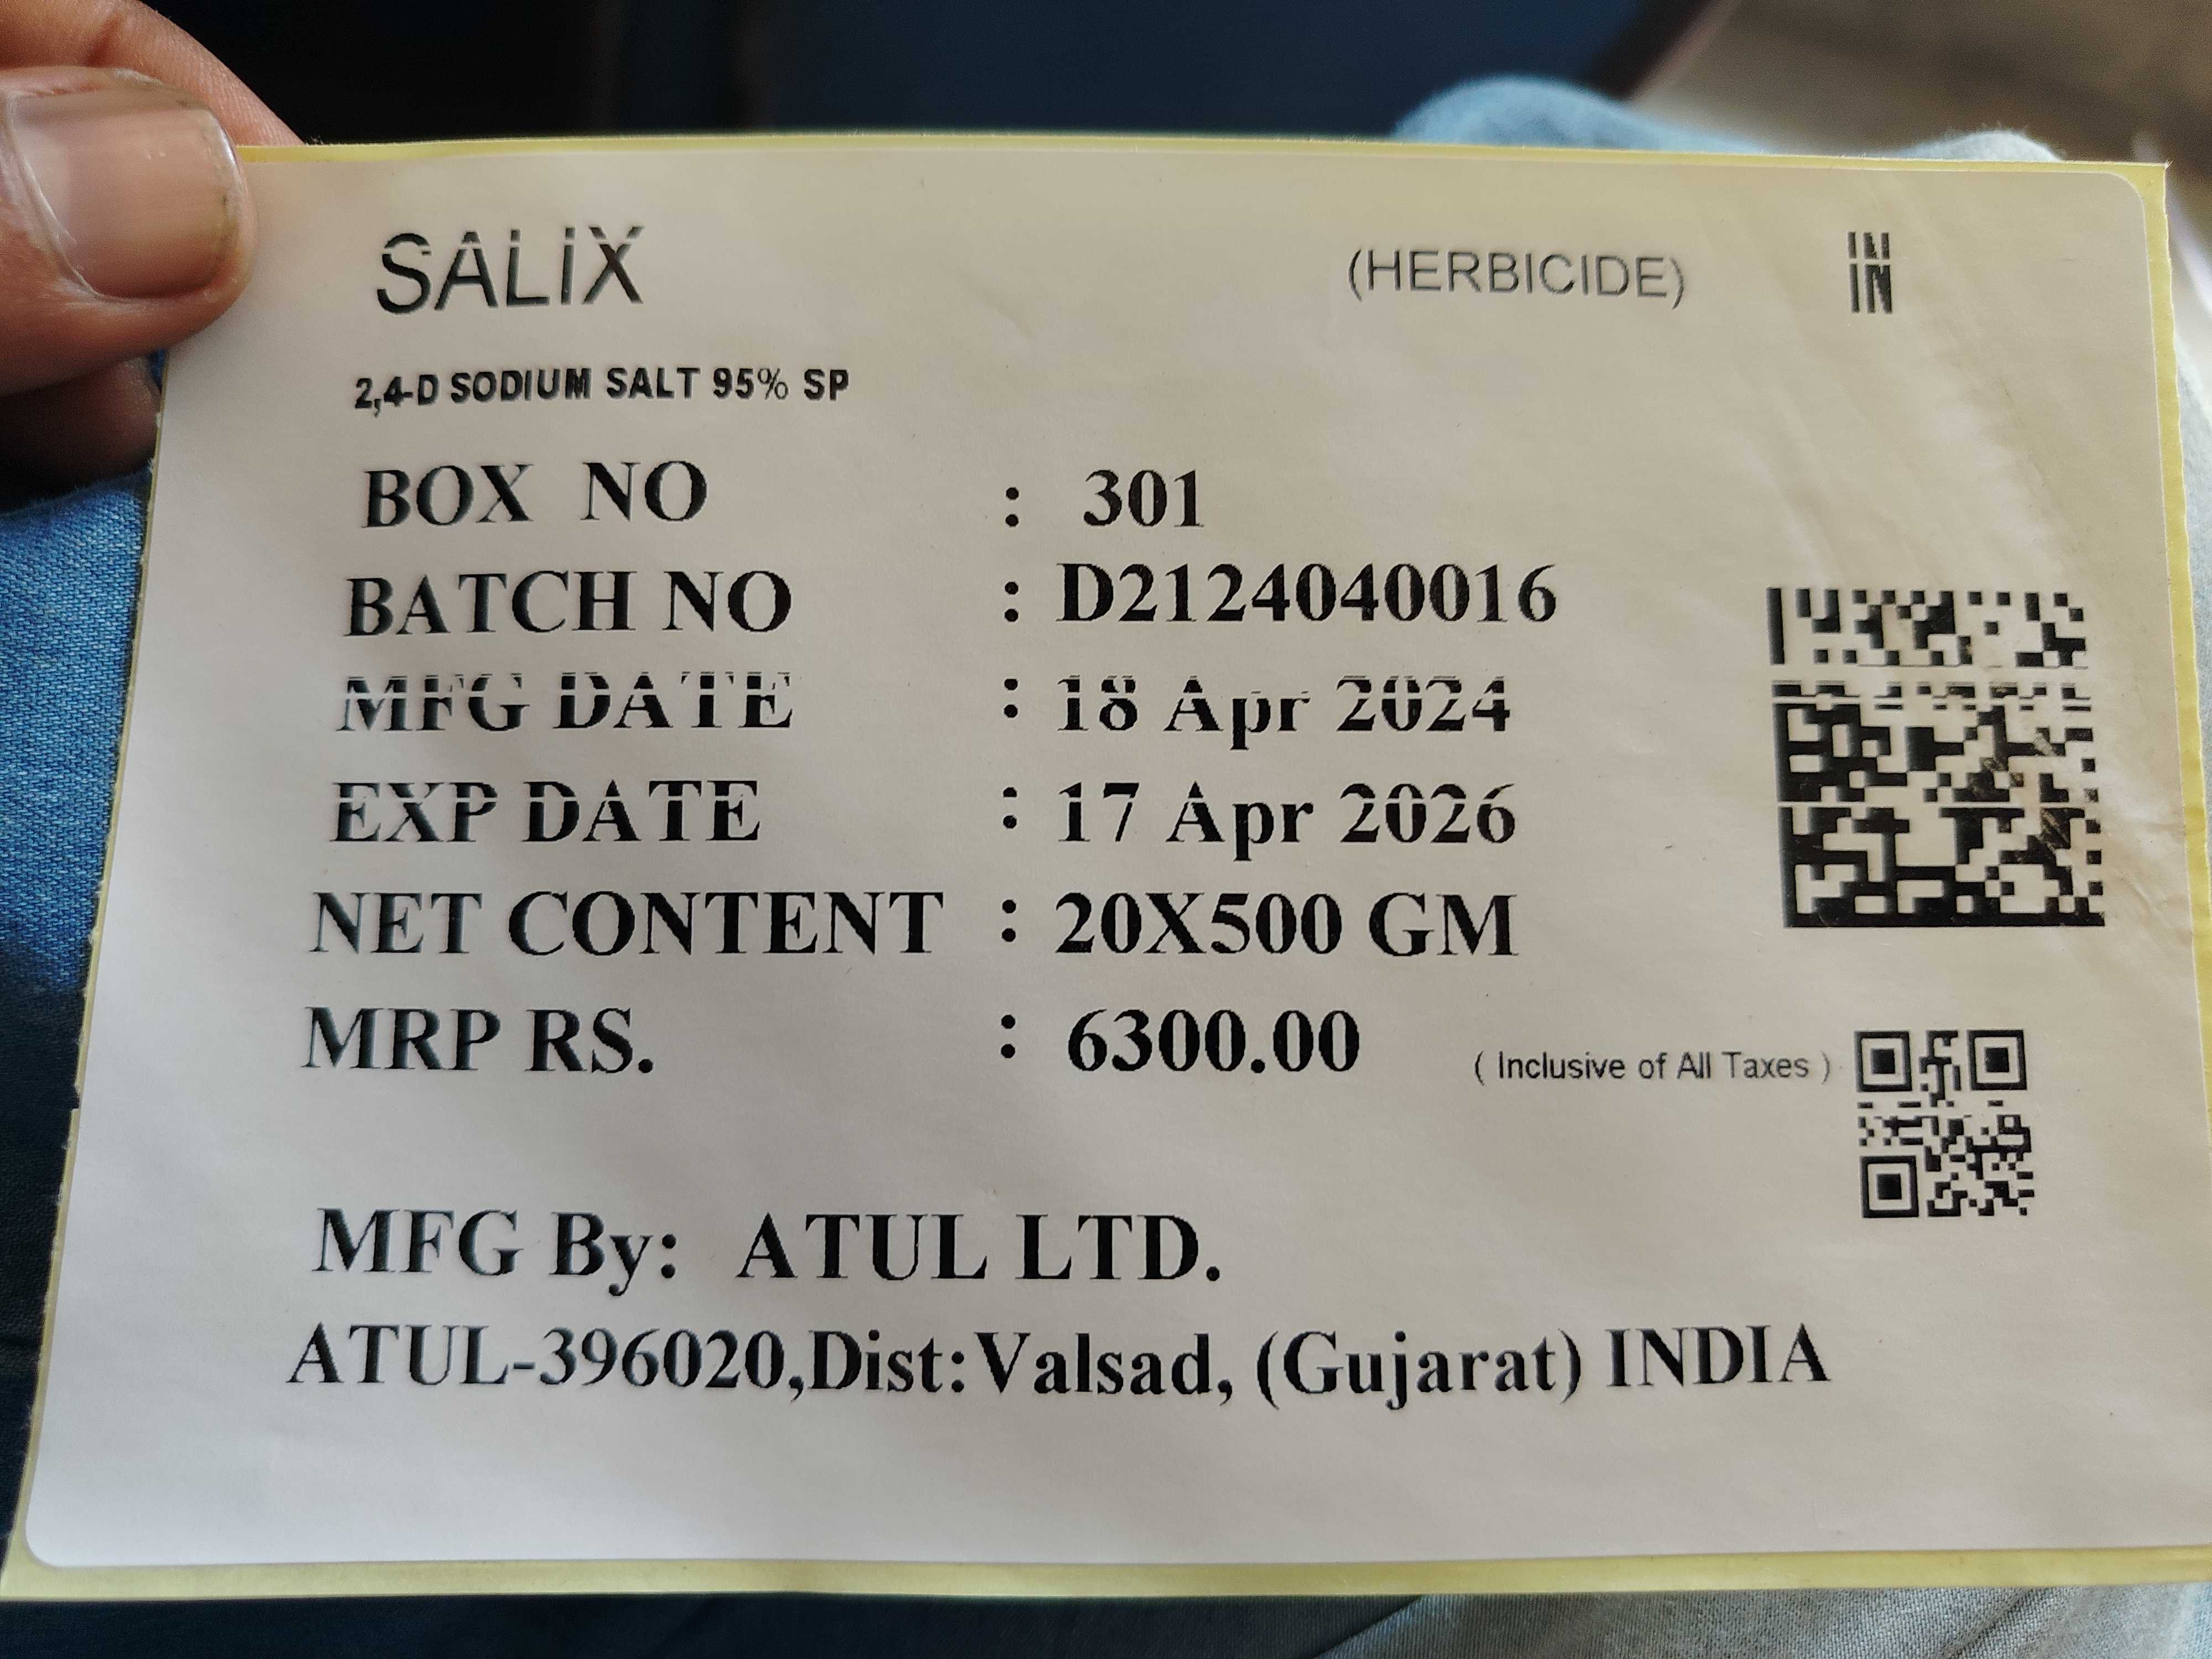 SALiX (HERBICIDE) IN
2,4-D SODIUM SALT 95% SP
BOX NO : 301
BATCH NO : D2124040016
MFG DATE : 18 Apr 2024
EXP DATE : 17 Apr 2026
NET CONTENT : 20X500 GM
MRP RS. : 6300.00 ( Inclusive of All Taxes )
MFG By: ATUL LTD.
ATUL-396020,Dist:Valsad, (Gujarat) INDIA